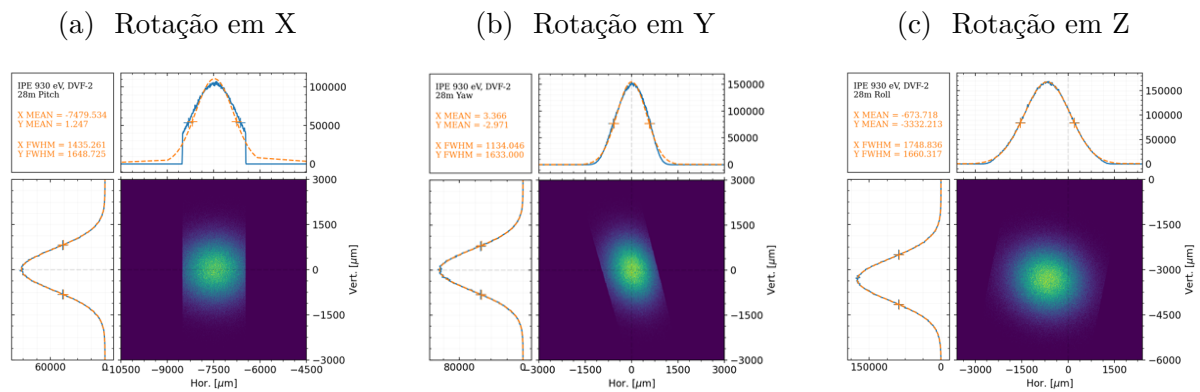 (a) Rotação em X
(b) Rotação em Y
(c) Rotação em Z
IPE 930 eV, DVF-2
28m Pitch
X MEAN = -7479.534
Y MEAN = 1.247
X FWHM = 1435.261
Y FWHM = 1648.725
100000
50000
0
3000
1500
0
-1500
-3000
Vert. [μm]
60000
0
-10500
-9000
-7500
-6000
-4500
Hor. [μm]
IPE 930 eV, DVF-2
28m Yaw
X MEAN = 3.366
Y MEAN = -2.971
X FWHM = 1134.046
Y FWHM = 1633.000
150000
100000
50000
0
3000
1500
0
-1500
-3000
Vert. [μm]
80000
0
-3000
-1500
0
1500
3000
Hor. [μm]
IPE 930 eV, DVF-2
28m Roll
X MEAN = -673.718
Y MEAN = -3332.213
X FWHM = 1748.836
Y FWHM = 1660.317
150000
100000
50000
0
0
-1500
-3000
-4500
-6000
Vert. [μm]
150000
0
-4500
-3000
-1500
0
1500
3000
Hor. [μm]